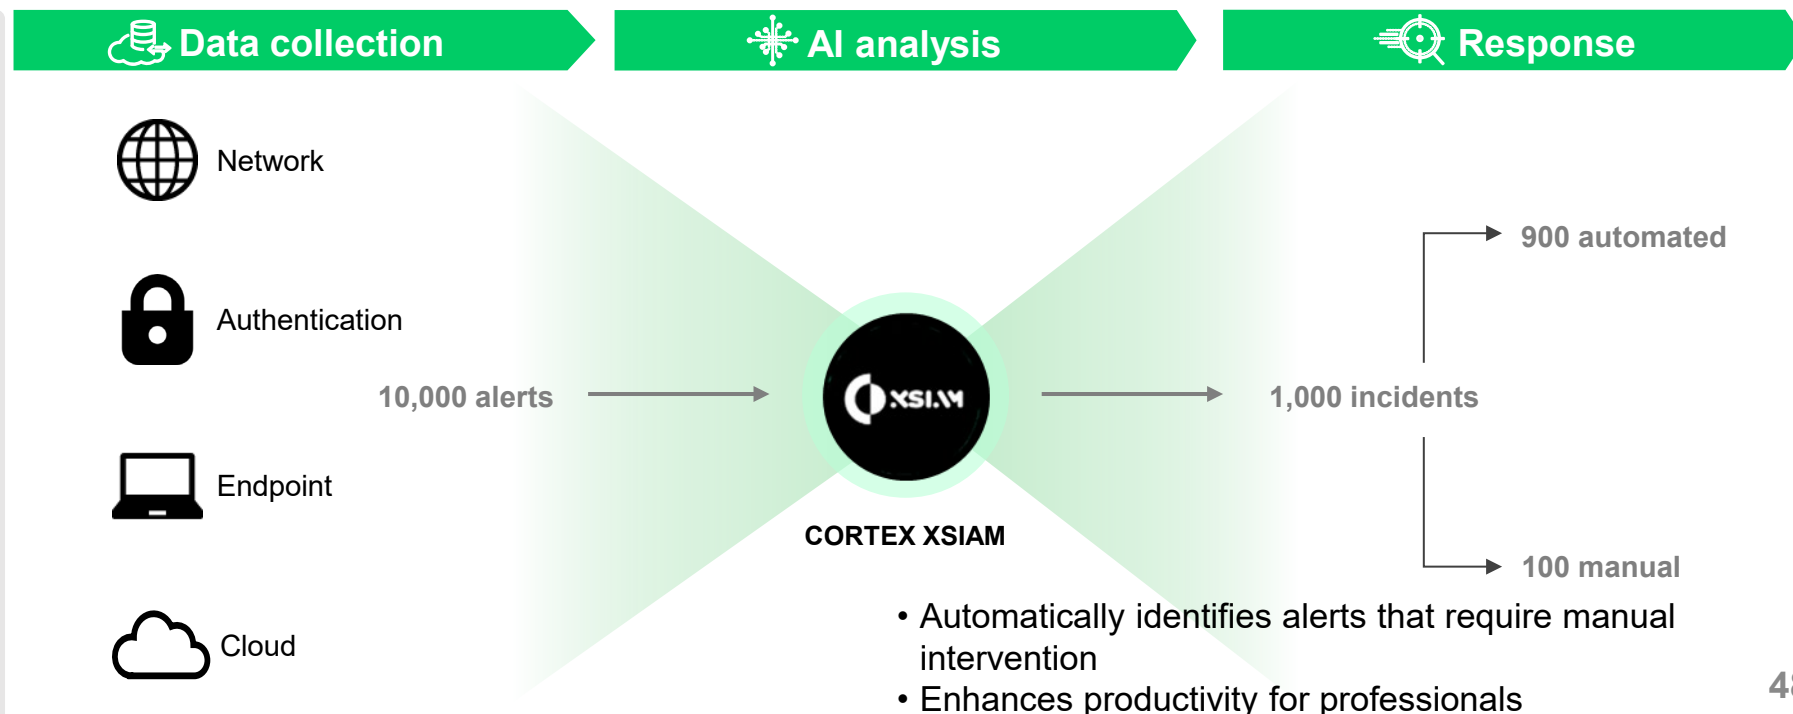 Data collection
AI analysis
Response
Network
Authentication
Endpoint
Cloud
10,000 alerts
XSIAM
CORTEX XSIAM
1,000 incidents
900 automated
100 manual
• Automatically identifies alerts that require manual
intervention
• Enhances productivity for professionals